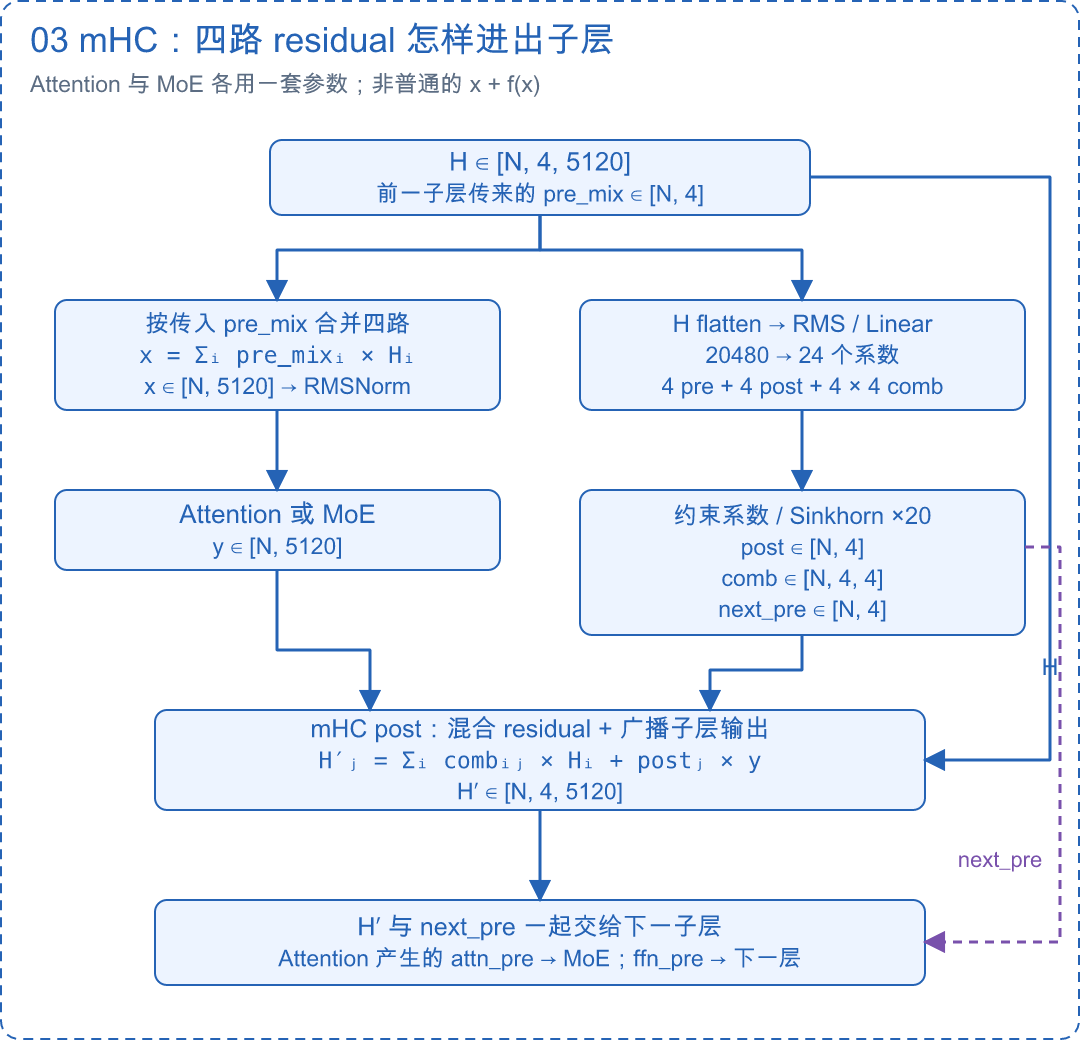 03 mHC：四路 residual 怎样进出子层
Attention 与 MoE 各用一套参数；非普通的 x + f(x)
H ∈ [N, 4, 5120]
前一子层传来的 pre_mix ∈ [N, 4]
按传入 pre_mix 合并四路
x = Σᵢ pre_mixᵢ × Hᵢ
x ∈ [N, 5120] → RMSNorm
H flatten → RMS / Linear
20480 → 24 个系数
4 pre + 4 post + 4 × 4 comb
Attention 或 MoE
y ∈ [N, 5120]
约束系数 / Sinkhorn ×20
post ∈ [N, 4]
comb ∈ [N, 4, 4]
next_pre ∈ [N, 4]
H
mHC post：混合 residual + 广播子层输出
H′ⱼ = Σᵢ combᵢⱼ × Hᵢ + postⱼ × y
H′ ∈ [N, 4, 5120]
next_pre
H′ 与 next_pre 一起交给下一子层
Attention 产生的 attn_pre → MoE；ffn_pre → 下一层